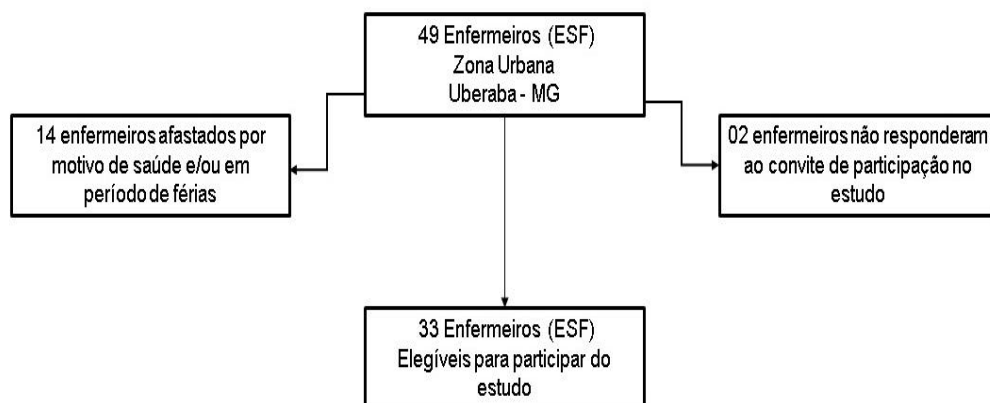 49 Enfermeiros (ESF)
Zona Urbana
Uberaba - MG
14 enfermeiros afastados por
motivo de saúde e/ou em
período de férias
02 enfermeiros não responderam
ao convite de participação no
estudo
33 Enfermeiros (ESF)
Elegíveis para participar do
estudo